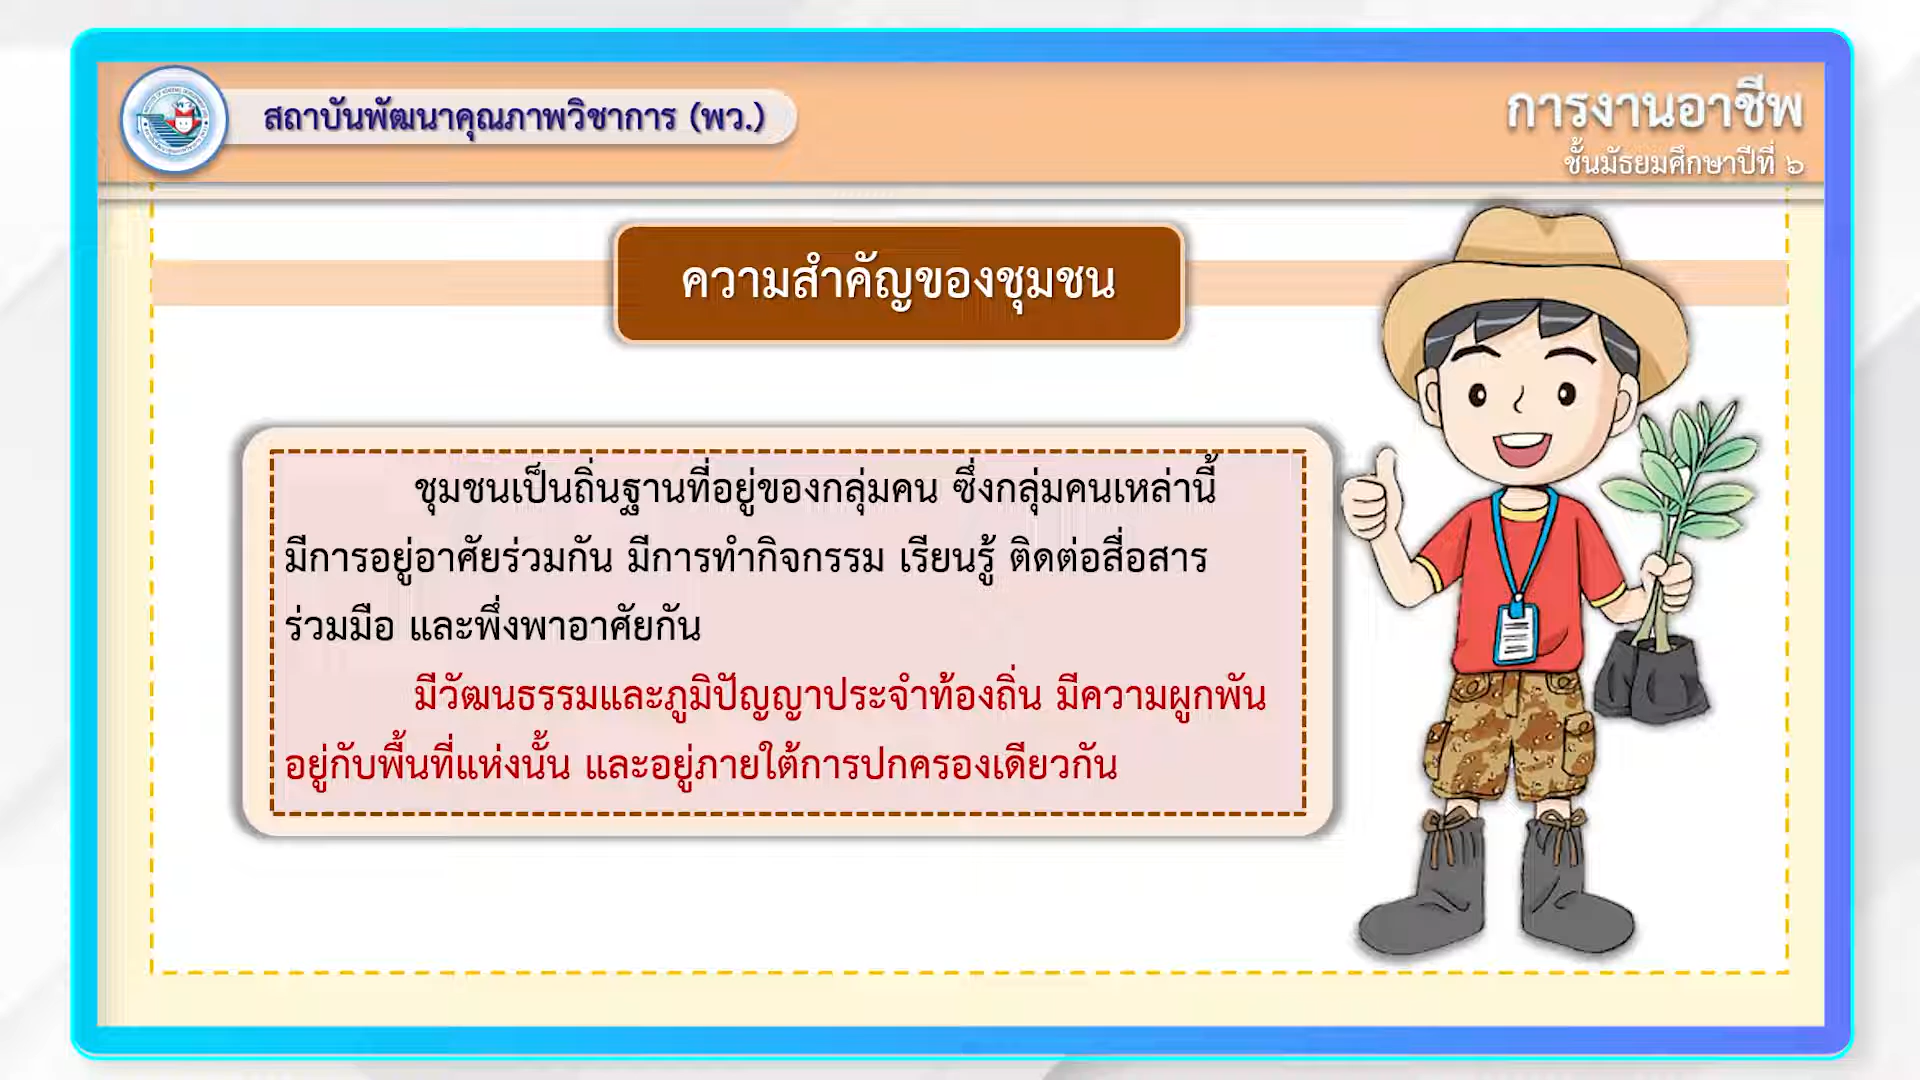 สถาบันพัฒนาคุณภาพวิชาการ (พว.)
การงานอาชีพ
ชั้นมัธยมศึกษาปีที่ ๖
ความสำคัญของชุมชน
ชุมชนเป็นถิ่นฐานที่อยู่ของกลุ่มคน ซึ่งกลุ่มคนเหล่านี้
มีการอยู่อาศัยร่วมกัน มีการทำกิจกรรม เรียนรู้ ติดต่อสื่อสาร
ร่วมมือ และพึ่งพาอาศัยกัน
มีวัฒนธรรมและภูมิปัญญาประจำท้องถิ่น มีความผูกพัน
อยู่กับพื้นที่แห่งนั้น และอยู่ภายใต้การปกครองเดียวกัน